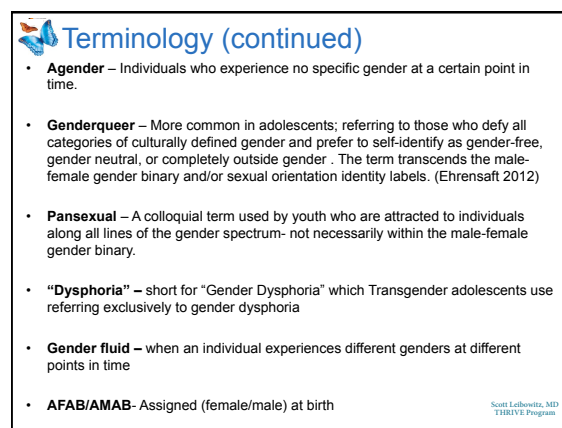 Terminology (continued)
• Agender – Individuals who experience no specific gender at a certain point in
time.
• Genderqueer – More common in adolescents; referring to those who defy all
categories of culturally defined gender and prefer to self-identify as gender-free,
gender neutral, or completely outside gender . The term transcends the male-
female gender binary and/or sexual orientation identity labels. (Ehrensaft 2012)
• Pansexual – A colloquial term used by youth who are attracted to individuals
along all lines of the gender spectrum- not necessarily within the male-female
gender binary.
• “Dysphoria” – short for “Gender Dysphoria” which Transgender adolescents use
referring exclusively to gender dysphoria
• Gender fluid – when an individual experiences different genders at different
points in time
• AFAB/AMAB- Assigned (female/male) at birth
Scott Leibowitz, MD
THRIVE Program